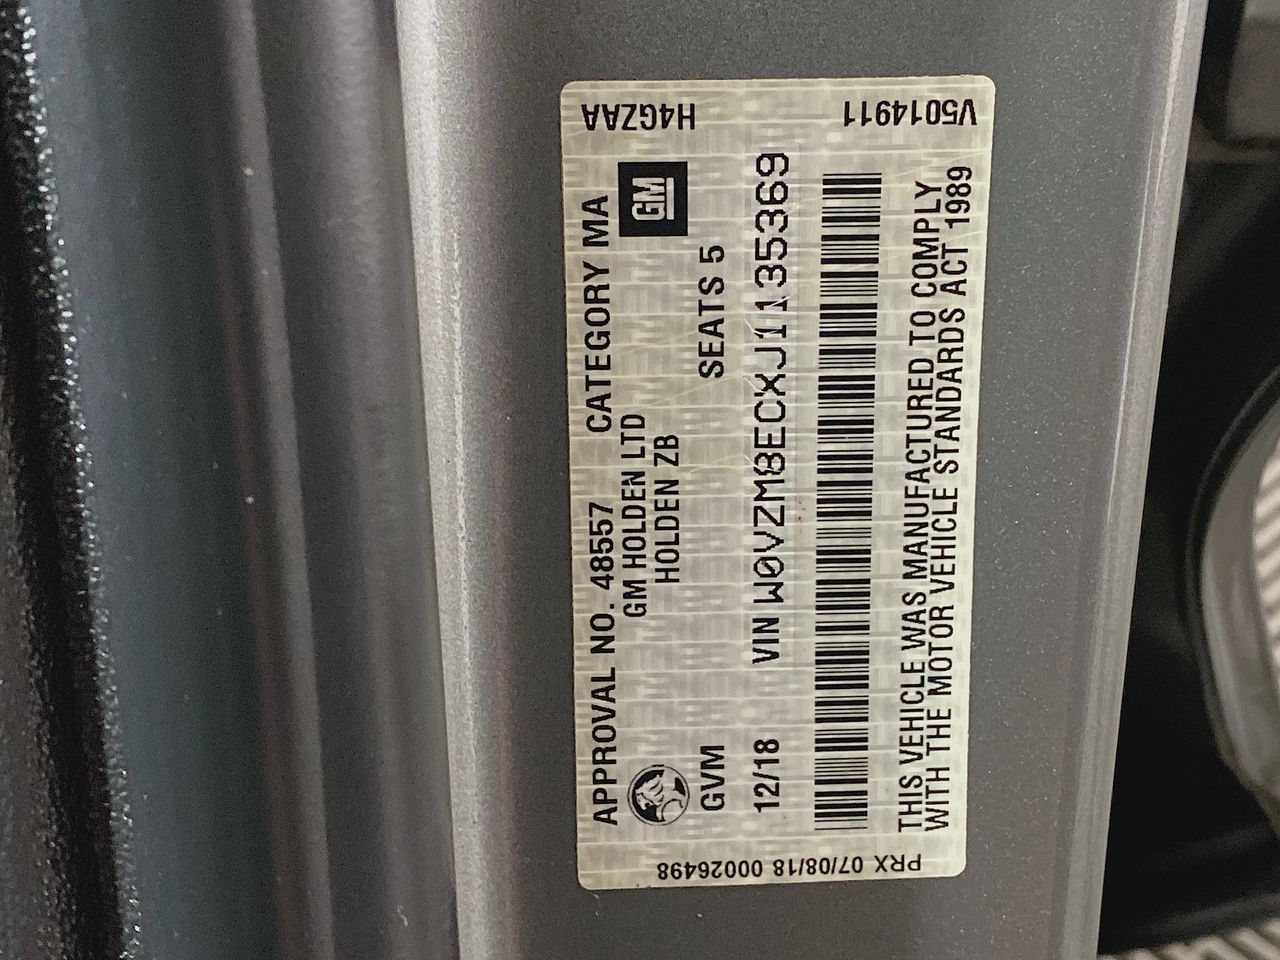 APPROVAL NO. 48557 CATEGORY MA
GM HOLDEN LTD
GM
HOLDEN ZB
GVM SEATS 5
12/18 VIN W0VZM8ECXJ1135369
THIS VEHICLE WAS MANUFACTURED TO COMPLY
WITH THE MOTOR VEHICLE STANDARDS ACT 1989
PRX 07/08/18 00026498
H4GZAA
V5014911